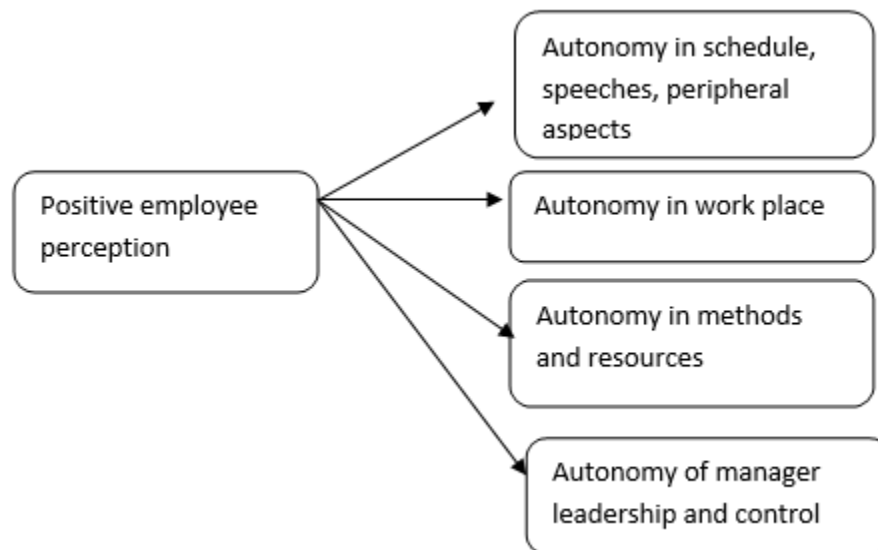 Autonomy in schedule,
speeches, peripheral
aspects
Positive employee
perception
Autonomy in work place
Autonomy in methods
and resources
Autonomy of manager
leadership and control